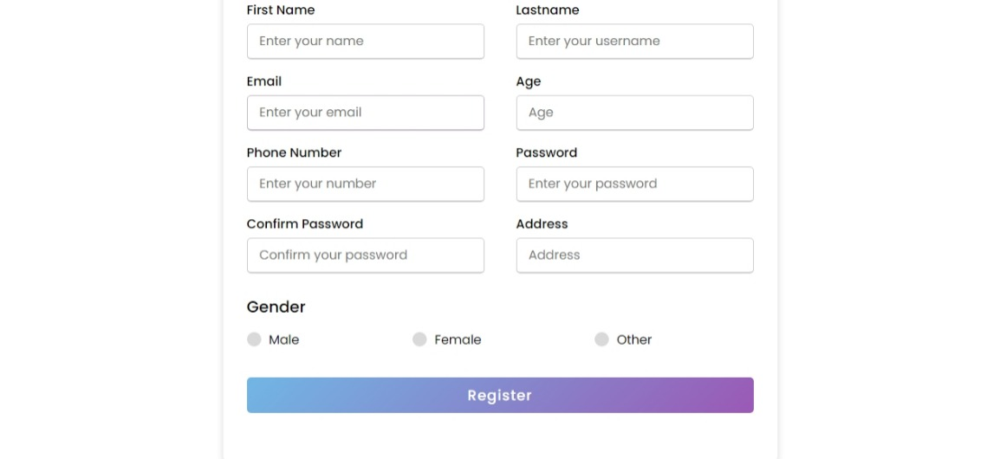 First Name Lastname
Enter your name Enter your username
Email Age
Enter your email Age
Phone Number Password
Enter your number Enter your password
Confirm Password Address
Confirm your password Address
Gender
Male Female Other
Register